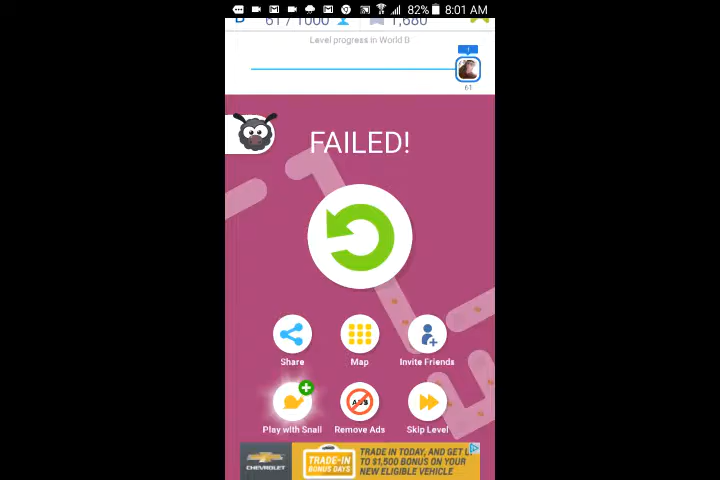 82% 8:01 AM
B 61 / 1000 1,680
Level progress in World B
1
61
FAILED!
Share Map Invite Friends
ADS
Play with Snail Remove Ads Skip Level
CHEVROLET
TRADE-IN
BONUS DAYS
TRADE IN TODAY, AND GET U
TO $1,500 BONUS ON YOUR
NEW ELIGIBLE VEHICLE